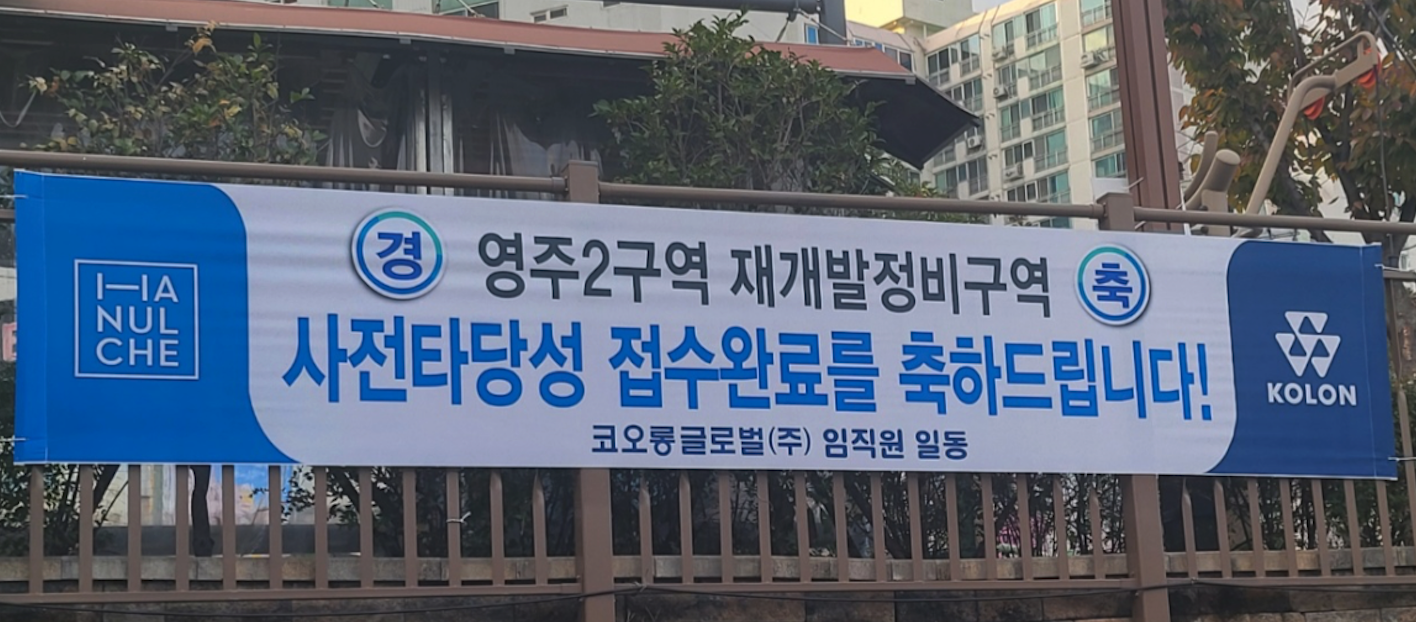 HANULCHE
경 영주2구역 재개발정비구역 축
사전타당성 접수완료를 축하드립니다!
코오롱글로벌(주) 임직원 일동
KOLON